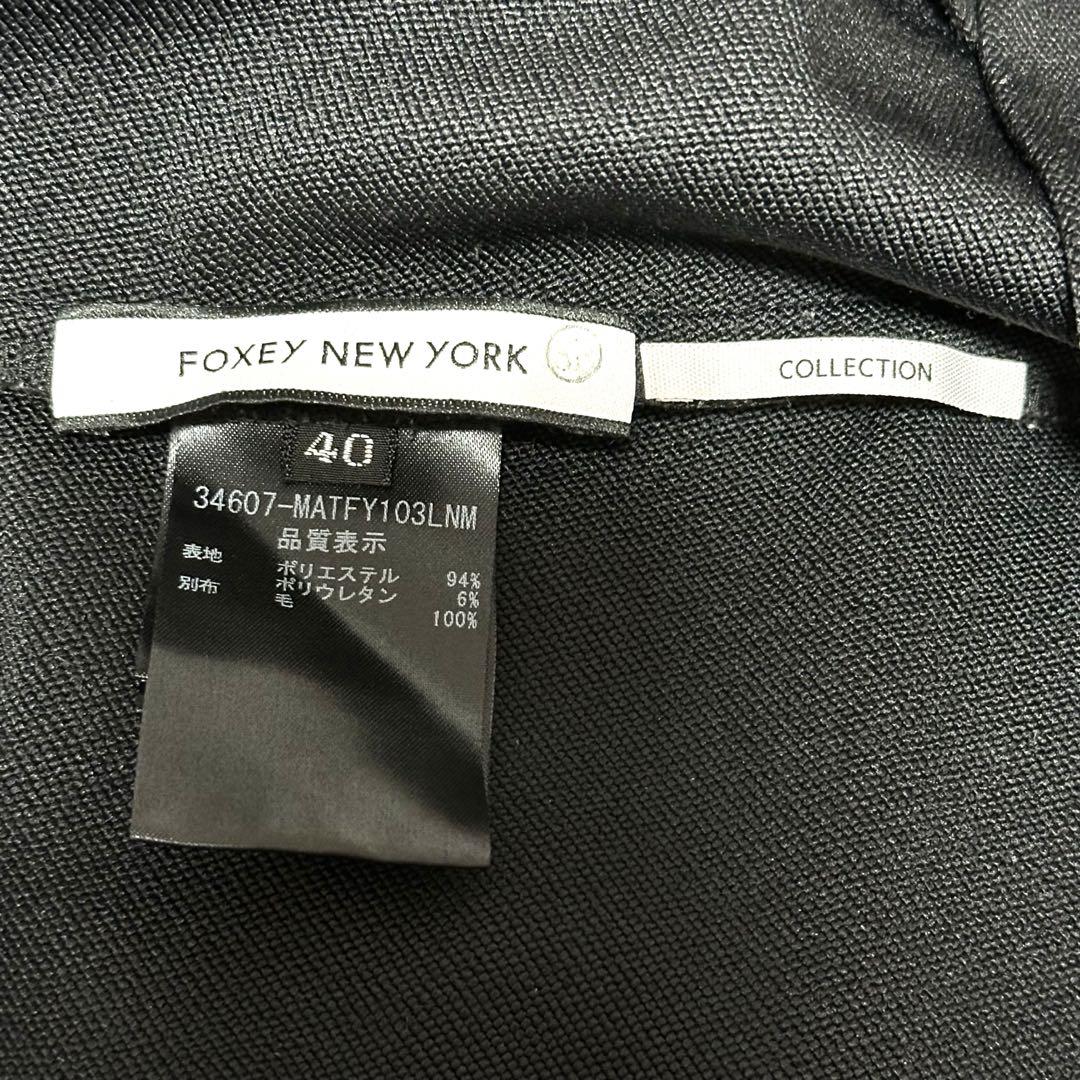 FOXEY NEW YORK
COLLECTION
40
34607-MATFY103LNM
品質表示
表地 ポリエステル 94%
ポリウレタン 6%
別布 毛 100%